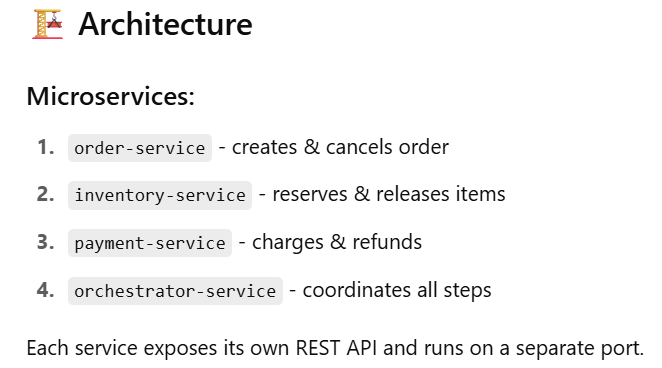 Architecture
Microservices:
1. order-service - creates & cancels order
2. inventory-service - reserves & releases items
3. payment-service - charges & refunds
4. orchestrator-service - coordinates all steps
Each service exposes its own REST API and runs on a separate port.